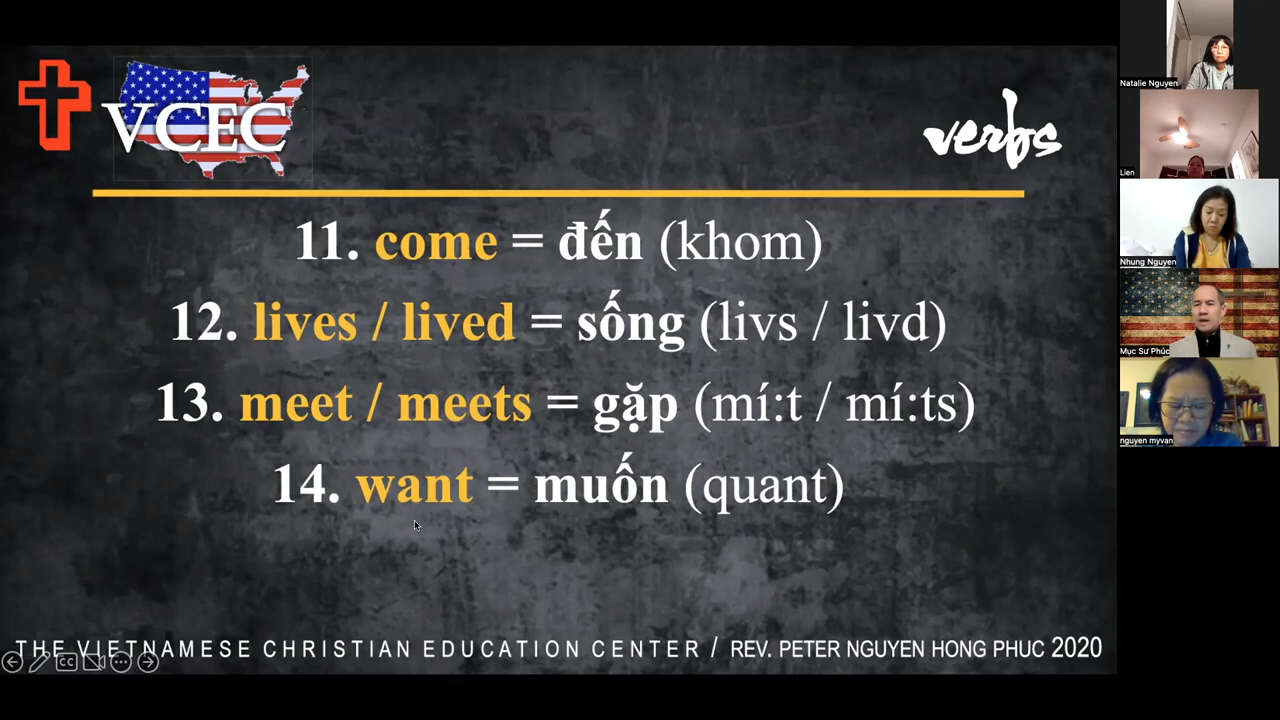 VCEC
verbs
11. come = đến (khom)
12. lives / lived = sống (livs / livd)
13. meet / meets = gặp (mí:t / mí:ts)
14. want = muốn (quant)
THE VIETNAMESE CHRISTIAN EDUCATION CENTER / REV. PETER NGUYEN HONG PHUC 2020
CC
Natalie Nguyen
Lien
Nhung Nguyen
Mục Sư Phúc
nguyen myvan